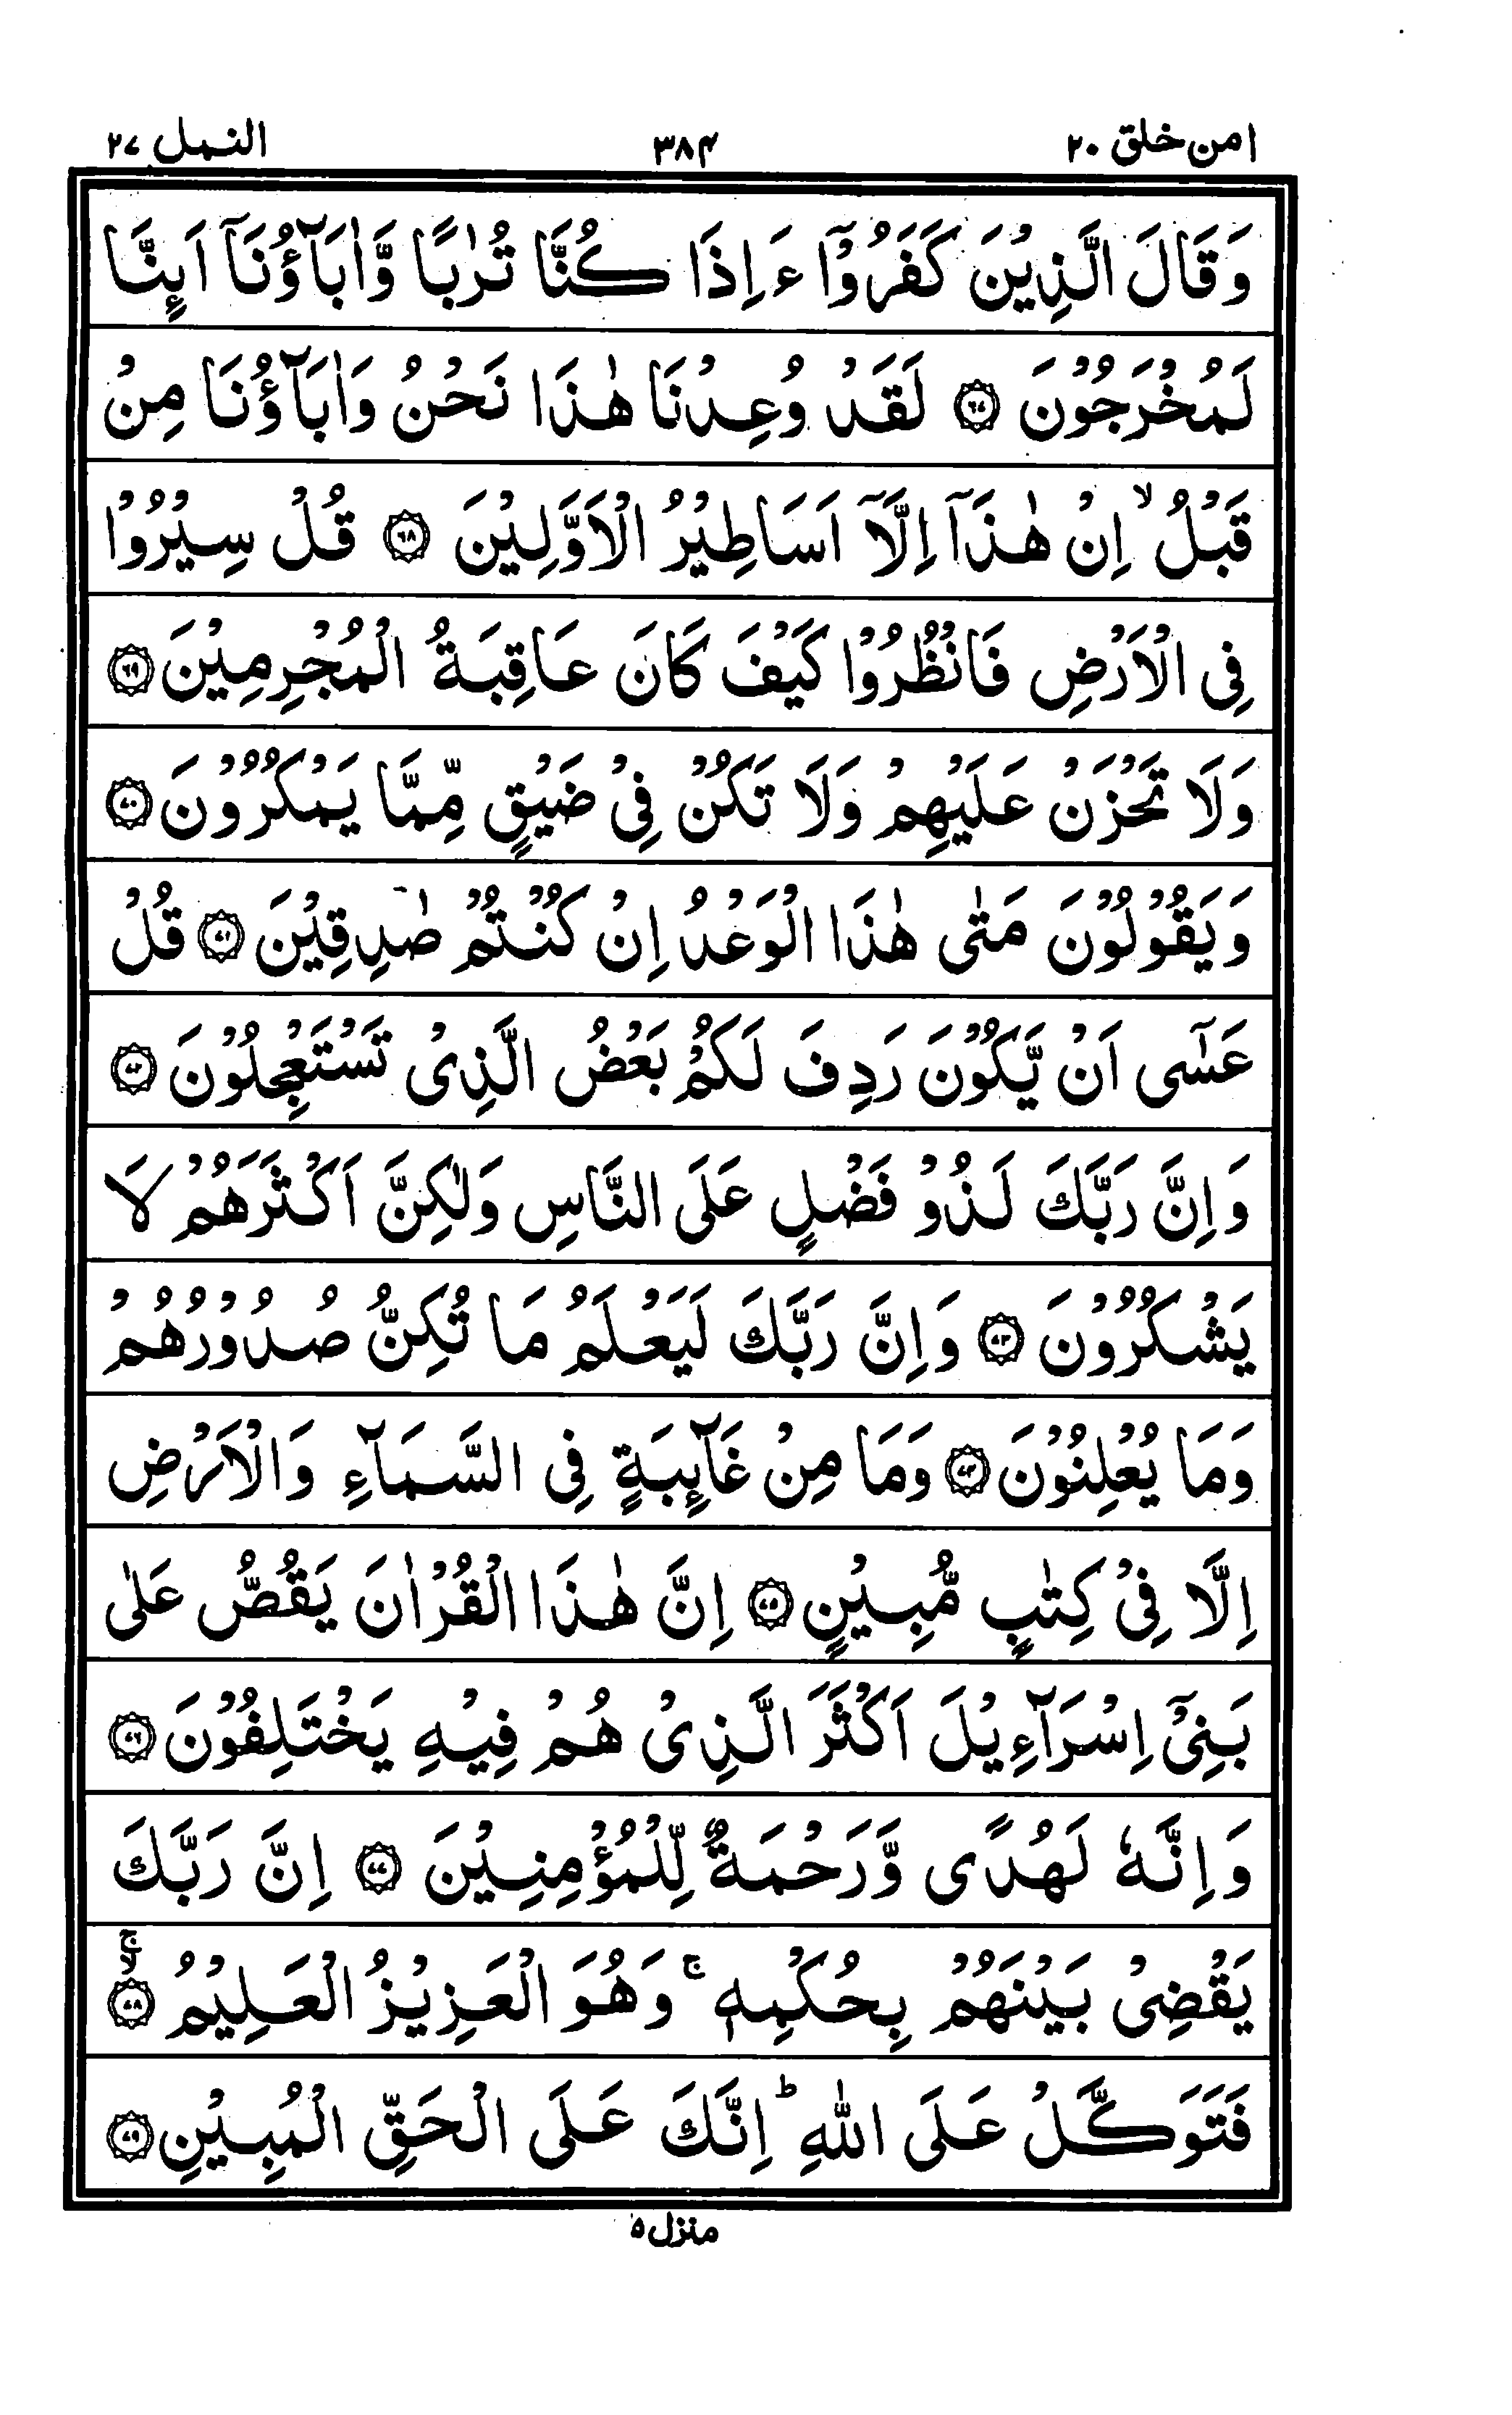 امن خلق ٢٠ ٣٨۴ النمل ٢٧
وَقَالَ الَّذِيْنَ كَفَرُوْۤا ءَاِذَا كُنَّا تُرٰبًا وَّاٰبَآؤُنَاۤ اَئِنَّا
لَمُخْرَجُوْنَ ﴿٦٧﴾ لَقَدْ وُعِدْنَا هٰذَا نَحْنُ وَاٰبَآؤُنَا مِنْ
قَبْلُ ۙ اِنْ هٰذَاۤ اِلَّاۤ اَسَاطِيْرُ الْاَوَّلِيْنَ ﴿٦٨﴾ قُلْ سِيْرُوْا
فِى الْاَرْضِ فَانْظُرُوْا كَيْفَ كَانَ عَاقِبَةُ الْمُجْرِمِيْنَ ﴿٦٩﴾
وَلَا تَحْزَنْ عَلَيْهِمْ وَلَا تَكُنْ فِىْ ضَيْقٍ مِّمَّا يَمْكُرُوْنَ ﴿٧٠﴾
وَيَقُوْلُوْنَ مَتٰى هٰذَا الْوَعْدُ اِنْ كُنْتُمْ صٰدِقِيْنَ ﴿٧١﴾ قُلْ
عَسٰۤى اَنْ يَّكُوْنَ رَدِفَ لَكُمْ بَعْضُ الَّذِىْ تَسْتَعْجِلُوْنَ ﴿٧٢﴾
وَاِنَّ رَبَّكَ لَذُوْ فَضْلٍ عَلَى النَّاسِ وَلٰكِنَّ اَكْثَرَهُمْ لَا
يَشْكُرُوْنَ ﴿٧٣﴾ وَاِنَّ رَبَّكَ لَيَعْلَمُ مَا تُكِنُّ صُدُوْرُهُمْ
وَمَا يُعْلِنُوْنَ ﴿٧٤﴾ وَمَا مِنْ غَآئِبَةٍ فِى السَّمَآءِ وَالْاَرْضِ
اِلَّا فِىْ كِتٰبٍ مُّبِيْنٍ ﴿٧٥﴾ اِنَّ هٰذَا الْقُرْاٰنَ يَقُصُّ عَلٰى
بَنِىْۤ اِسْرَآءِيْلَ اَكْثَرَ الَّذِىْ هُمْ فِيْهِ يَخْتَلِفُوْنَ ﴿٧٦﴾
وَاِنَّهٗ لَهُدًى وَّرَحْمَةٌ لِّلْمُؤْمِنِيْنَ ﴿٧٧﴾ اِنَّ رَبَّكَ
يَقْضِىْ بَيْنَهُمْ بِحُكْمِهٖ ۚ وَهُوَ الْعَزِيْزُ الْعَلِيْمُ ﴿٧٨﴾ ۙۚ
فَتَوَكَّلْ عَلَى اللّٰهِ ؕ اِنَّكَ عَلَى الْحَقِّ الْمُبِيْنِ ﴿٧٩﴾
منزل ٥